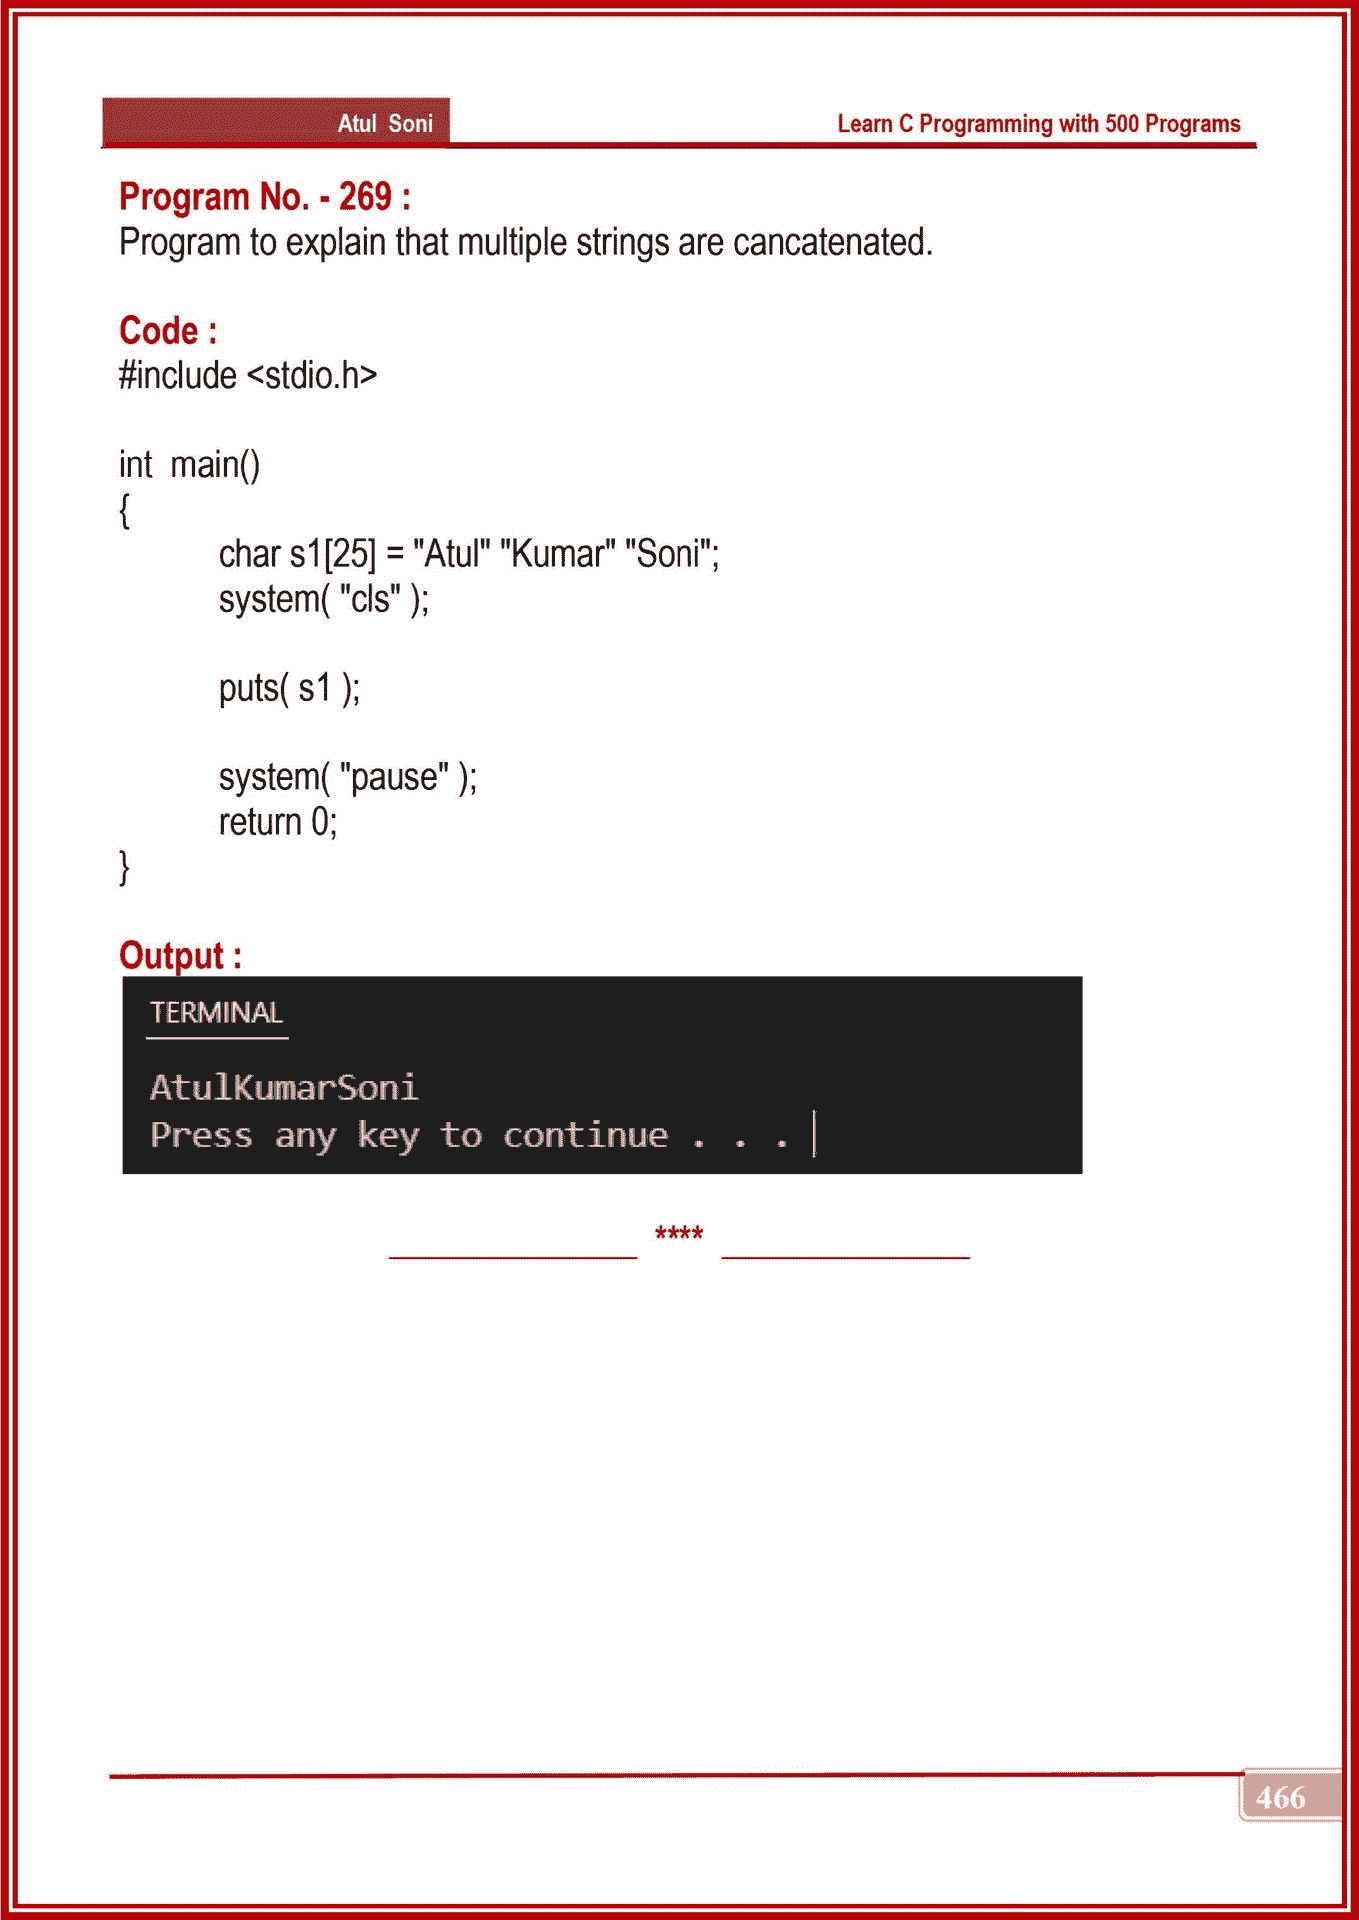 Atul Soni
Learn C Programming with 500 Programs
Program No. - 269 :
Program to explain that multiple strings are cancatenated.
Code :
#include <stdio.h>
int main()
{
char s1[25] = "Atul" "Kumar" "Soni";
system( "cls" );
puts( s1 );
system( "pause" );
return 0;
}
Output :
TERMINAL
AtulKumarSoni
Press any key to continue . . .
****
466